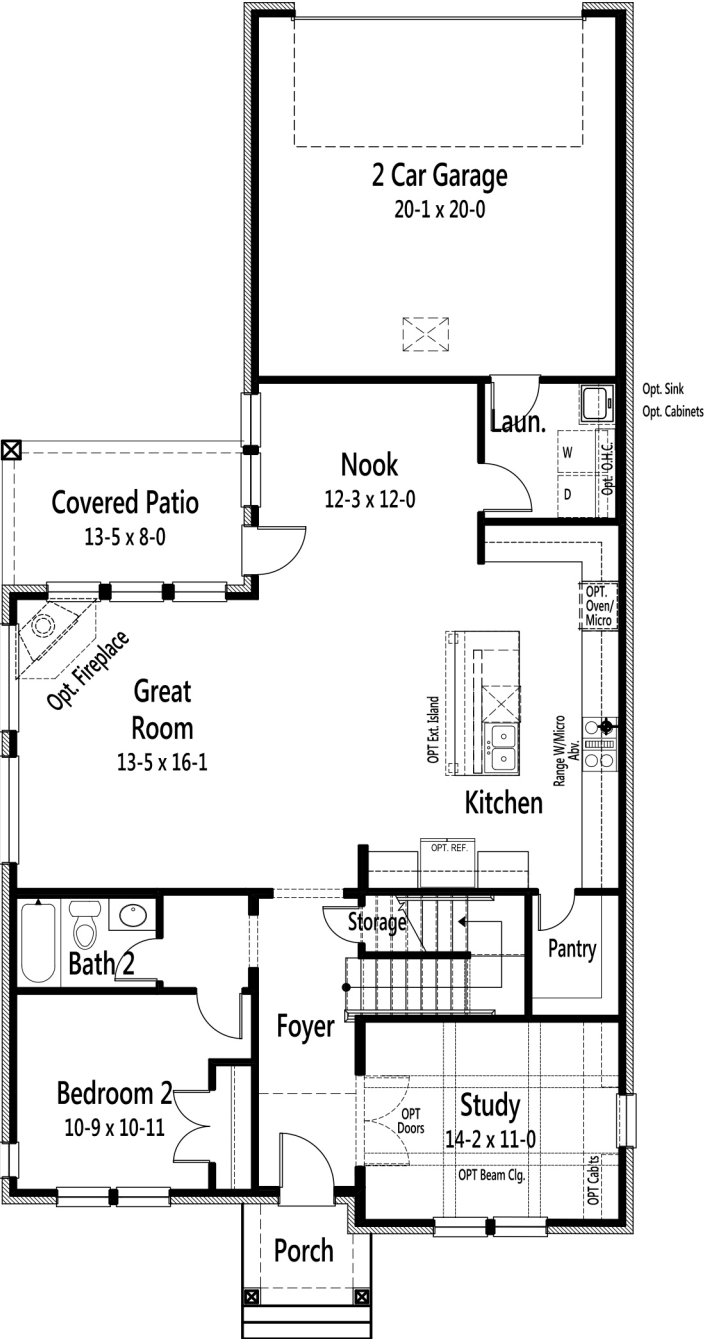 2 Car Garage
20-1 x 20-0
Opt. Sink
Opt. Cabinets
Laun.
W
D
Opt. O.H.C.
Nook
12-3 x 12-0
Covered Patio
13-5 x 8-0
OPT.
Oven/
Micro
Opt. Fireplace
Great
Room
13-5 x 16-1
OPT Ext. Island
Range W/Micro
Abv.
Kitchen
OPT. REF.
Storage
Pantry
Bath 2
Foyer
Bedroom 2
10-9 x 10-11
OPT
Doors
Study
14-2 x 11-0
OPT Beam Clg.
OPT Cab'ts
Porch